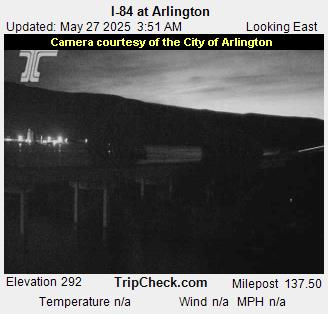 I-84 at Arlington
Updated: May 27 2025 3:51 AM Looking East
Camera courtesy of the City of Arlington
Elevation 292 TripCheck.com Milepost 137.50
Temperature n/a Wind n/a MPH n/a